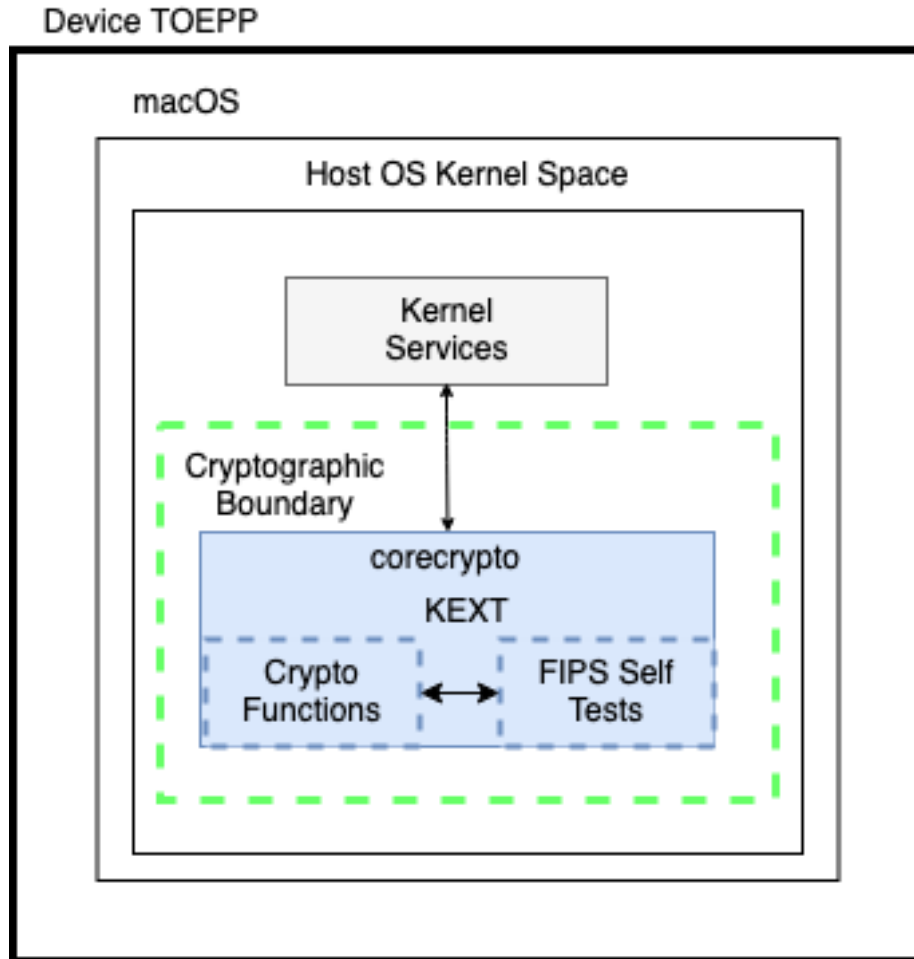 Device TOEPP
macOS
Host OS Kernel Space
Kernel
Services
Cryptographic
Boundary
corecrypto
KEXT
Crypto
Functions
FIPS Self
Tests